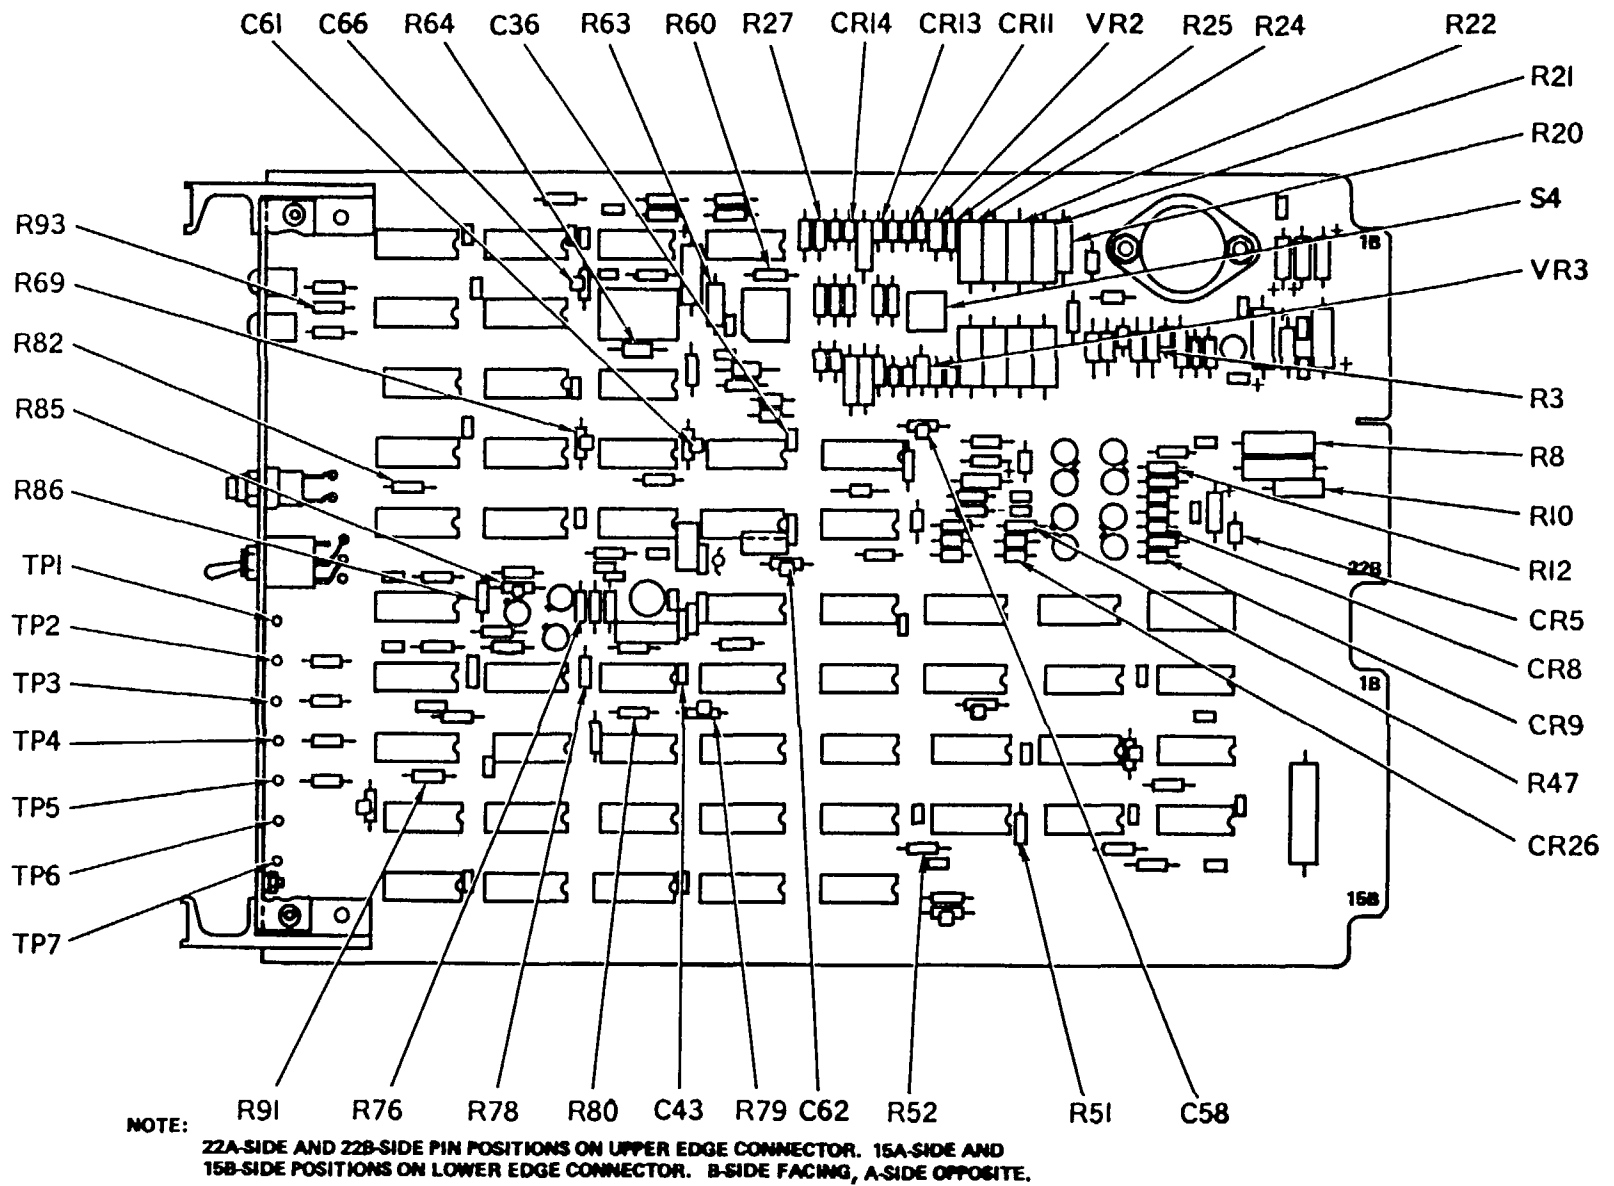 C61 C66 R64 C36 R63 R60 R27 CR14 CR13 CR11 VR2 R25 R24 R22
R21
R20
S4
VR3
R3
R8
R10
R12
CR5
CR8
CR9
R47
CR26
R93
R69
R82
R85
R86
TP1
TP2
TP3
TP4
TP5
TP6
TP7
1B
22B
1B
15B
R91 R76 R78 R80 C43 R79 C62 R52 R51 C58
NOTE:
22A-SIDE AND 22B-SIDE PIN POSITIONS ON UPPER EDGE CONNECTOR. 15A-SIDE AND
15B-SIDE POSITIONS ON LOWER EDGE CONNECTOR. B-SIDE FACING, A-SIDE OPPOSITE.